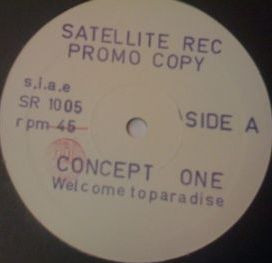 SATELLITE REC
PROMO COPY
s.i.a.e
SR 1005
rpm 45
SIDE A
CONCEPT ONE
Welcome to paradise